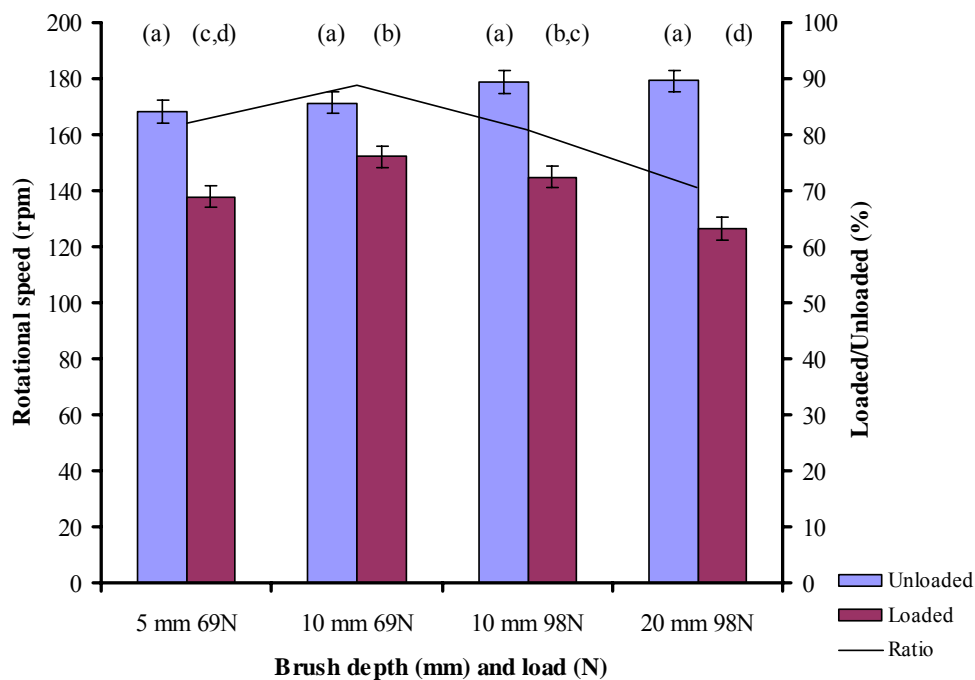 200 (a) (c,d) (a) (b) (a) (b,c) (a) (d) 100
180 90
160 80
140 70
120 60
100 50
80 40
60 30
40 20
20 10
0 0
Rotational speed (rpm)
Loaded/Unloaded (%)
5 mm 69N 10 mm 69N 10 mm 98N 20 mm 98N
Brush depth (mm) and load (N)
Unloaded
Loaded
Ratio